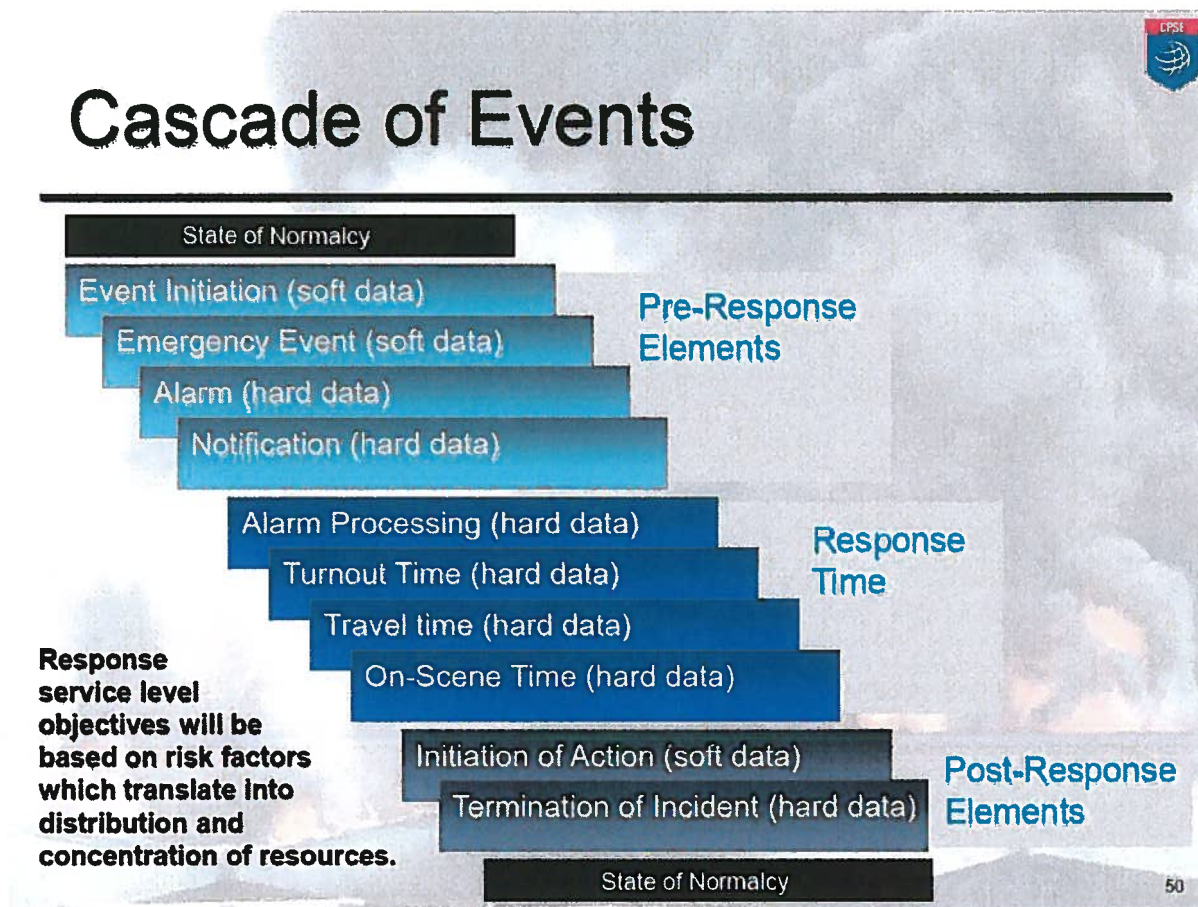 CPSE
Cascade of Events
State of Normalcy
Event Initiation (soft data)
Emergency Event (soft data)
Alarm (hard data)
Notification (hard data)
Pre-Response
Elements
Alarm Processing (hard data)
Turnout Time (hard data)
Travel time (hard data)
On-Scene Time (hard data)
Response
Time
Response
service level
objectives will be
based on risk factors
which translate into
distribution and
concentration of resources.
Initiation of Action (soft data)
Termination of Incident (hard data)
Post-Response
Elements
State of Normalcy
50